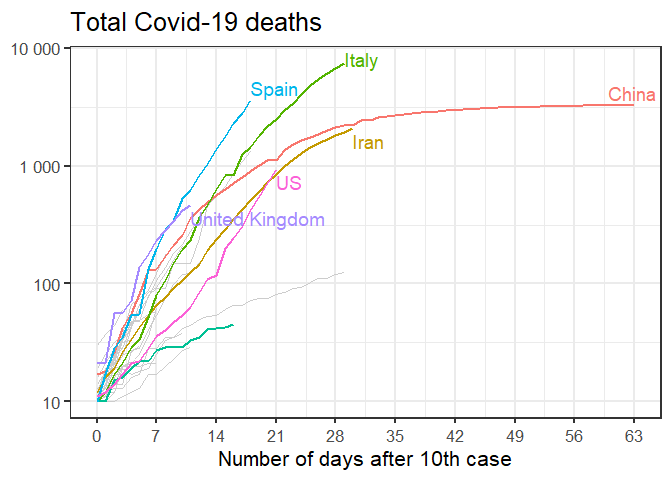 Total Covid-19 deaths
10 000
1 000
100
10
Italy
Spain
China
Iran
US
United Kingdom
0 7 14 21 28 35 42 49 56 63
Number of days after 10th case